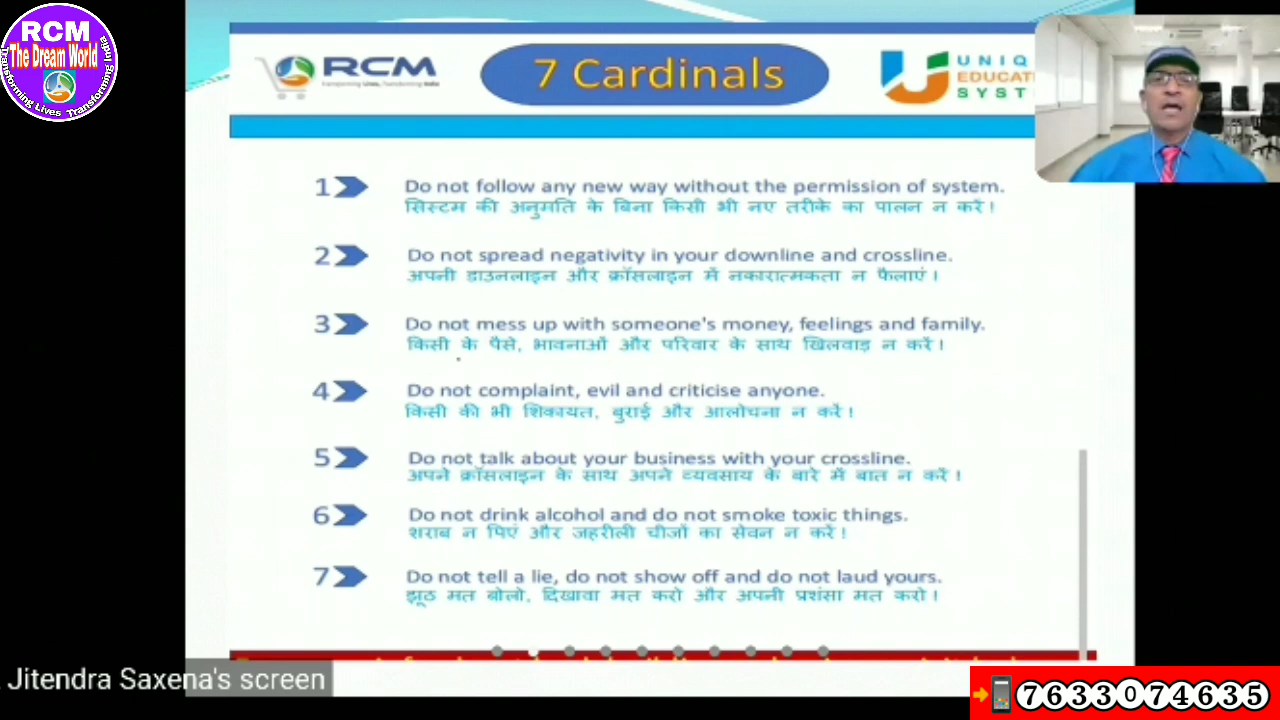 RCM
The Dream World
Transforming Lives Transforming India
RCM
7 Cardinals
UNIQ
EDUCAT
SYST
1 Do not follow any new way without the permission of system.
सिस्टम की अनुमति के बिना किसी भी नए तरीके का पालन न करें!
2 Do not spread negativity in your downline and crossline.
अपनी डाउनलाइन और क्रॉसलाइन में नकारात्मकता न फैलाएं।
3 Do not mess up with someone's money, feelings and family.
किसी के पैसे, भावनाओं और परिवार के साथ खिलवाड़ न करें!
4 Do not complaint, evil and criticise anyone.
किसी की भी शिकायत, बुराई और आलोचना न करें!
5 Do not talk about your business with your crossline.
अपने क्रॉसलाइन के साथ अपने व्यवसाय के बारे में बात न करें!
6 Do not drink alcohol and do not smoke toxic things.
शराब न पिएं और जहरीली चीजों का सेवन न करें!
7 Do not tell a lie, do not show off and do not laud yours.
झूठ मत बोलो, दिखावा मत करो और अपनी प्रशंसा मत करो!
Jitendra Saxena's screen
7633074635